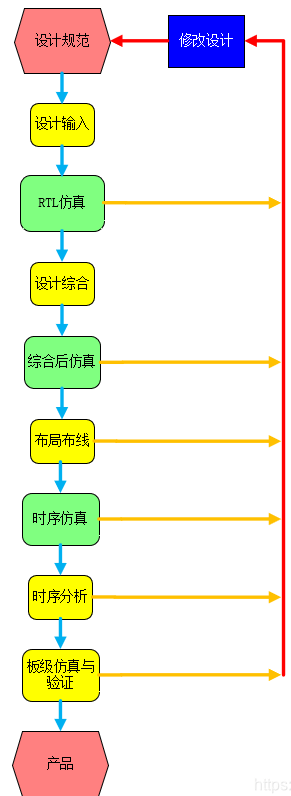 设计规范
修改设计
设计输入
RTL仿真
设计综合
综合后仿真
布局布线
时序仿真
时序分析
板级仿真与
验证
产品
https: